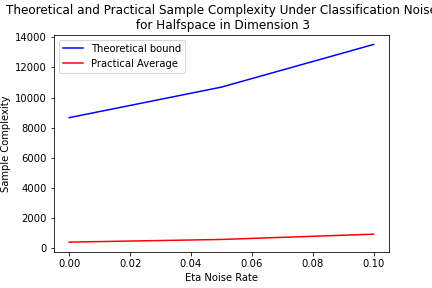 Theoretical and Practical Sample Complexity Under Classification Noise
for Halfspace in Dimension 3
14000
12000
10000
8000
6000
4000
2000
0
Sample Complexity
Theoretical bound
Practical Average
0.00 0.02 0.04 0.06 0.08 0.10
Eta Noise Rate